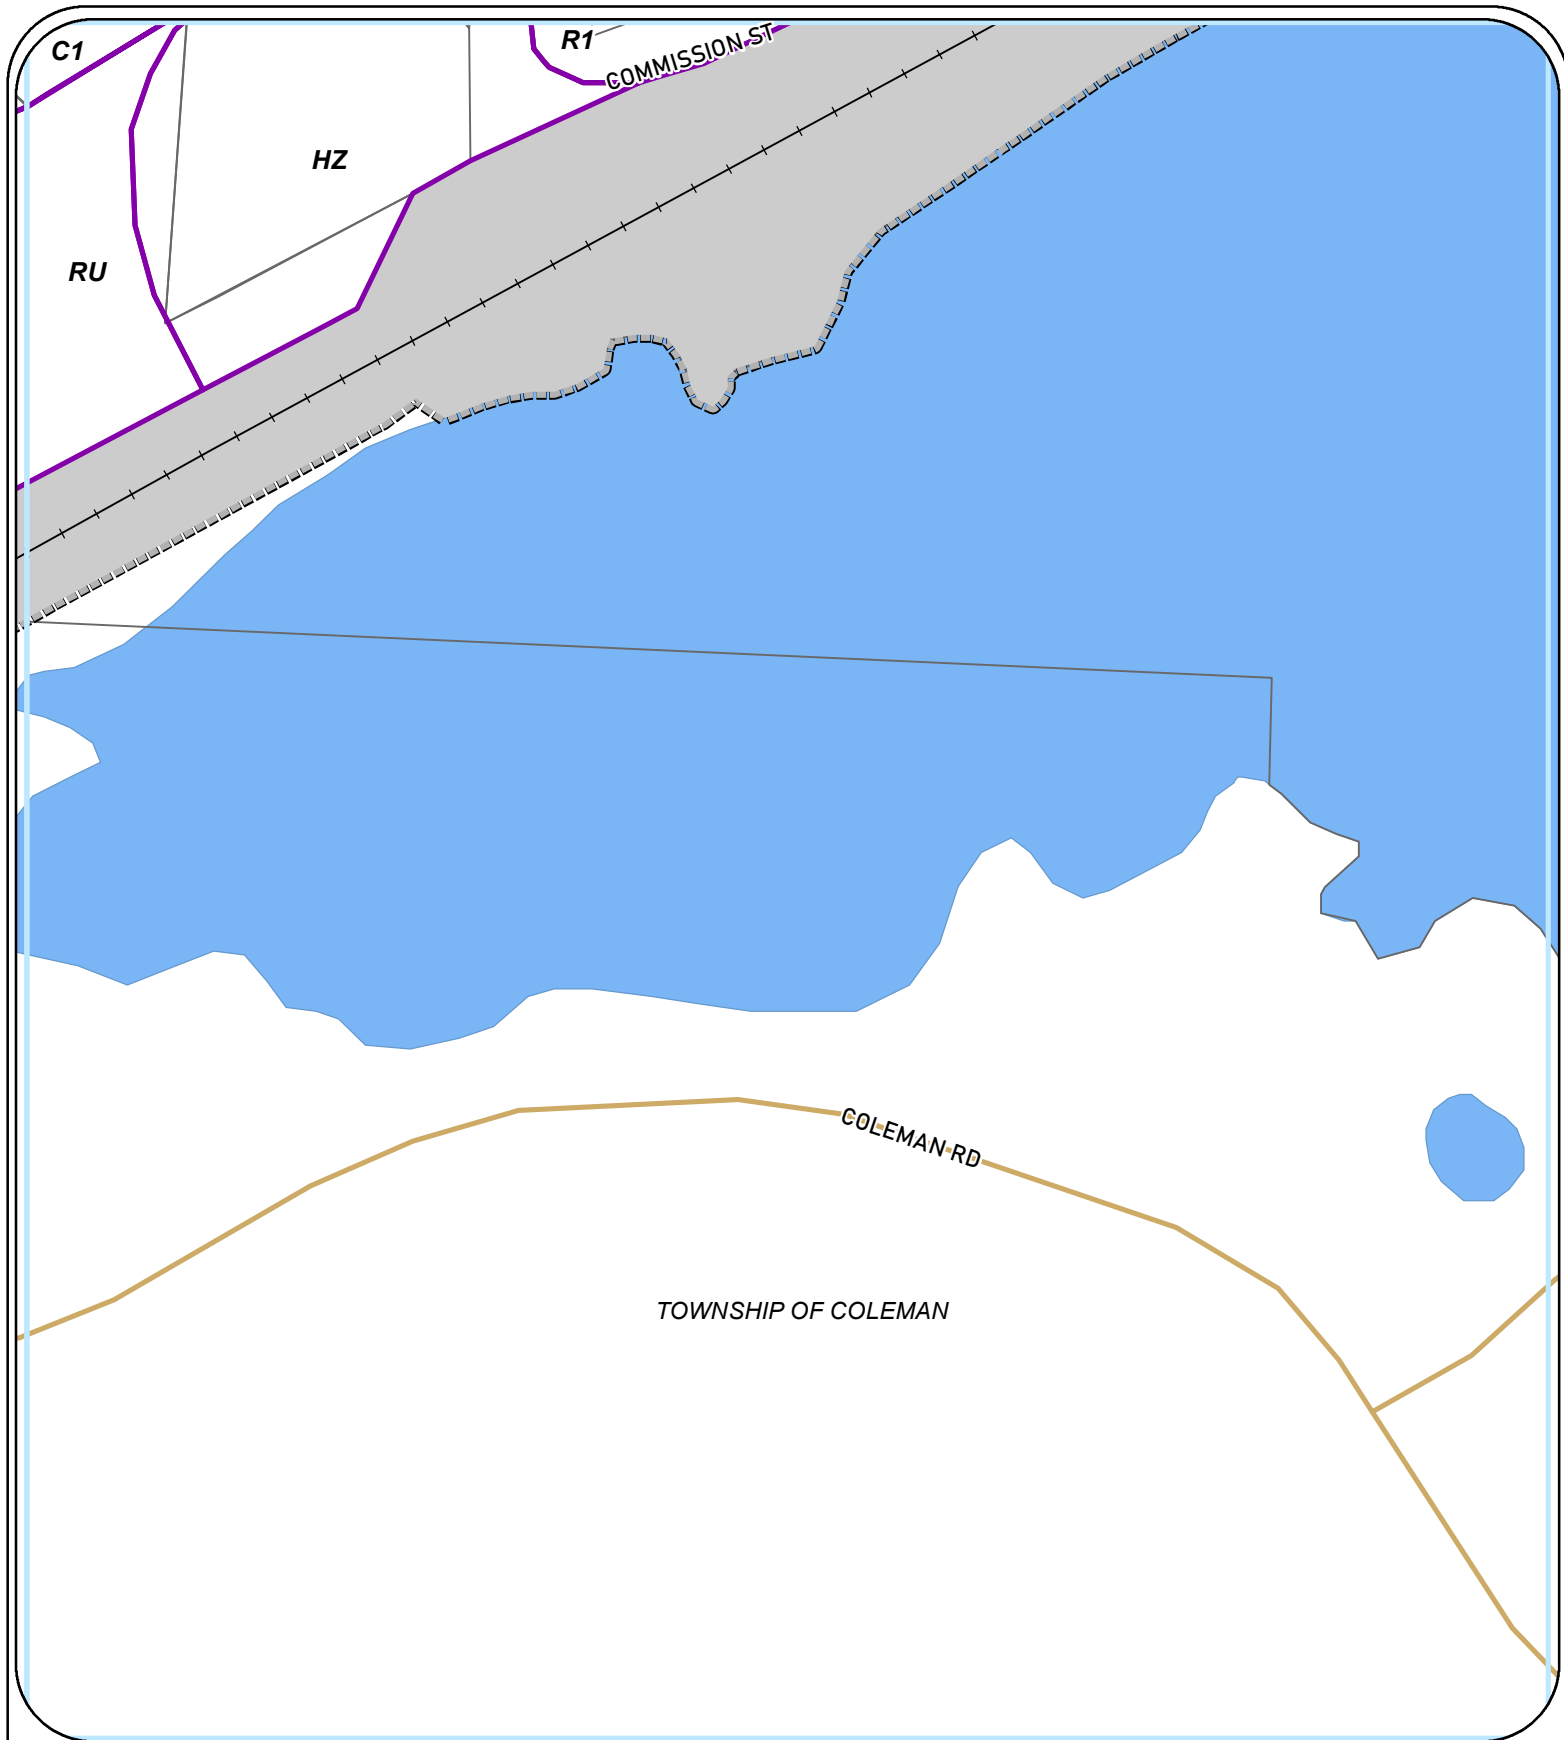 C1
R1
COMMISSION ST
HZ
RU
COLEMAN RD
TOWNSHIP OF COLEMAN